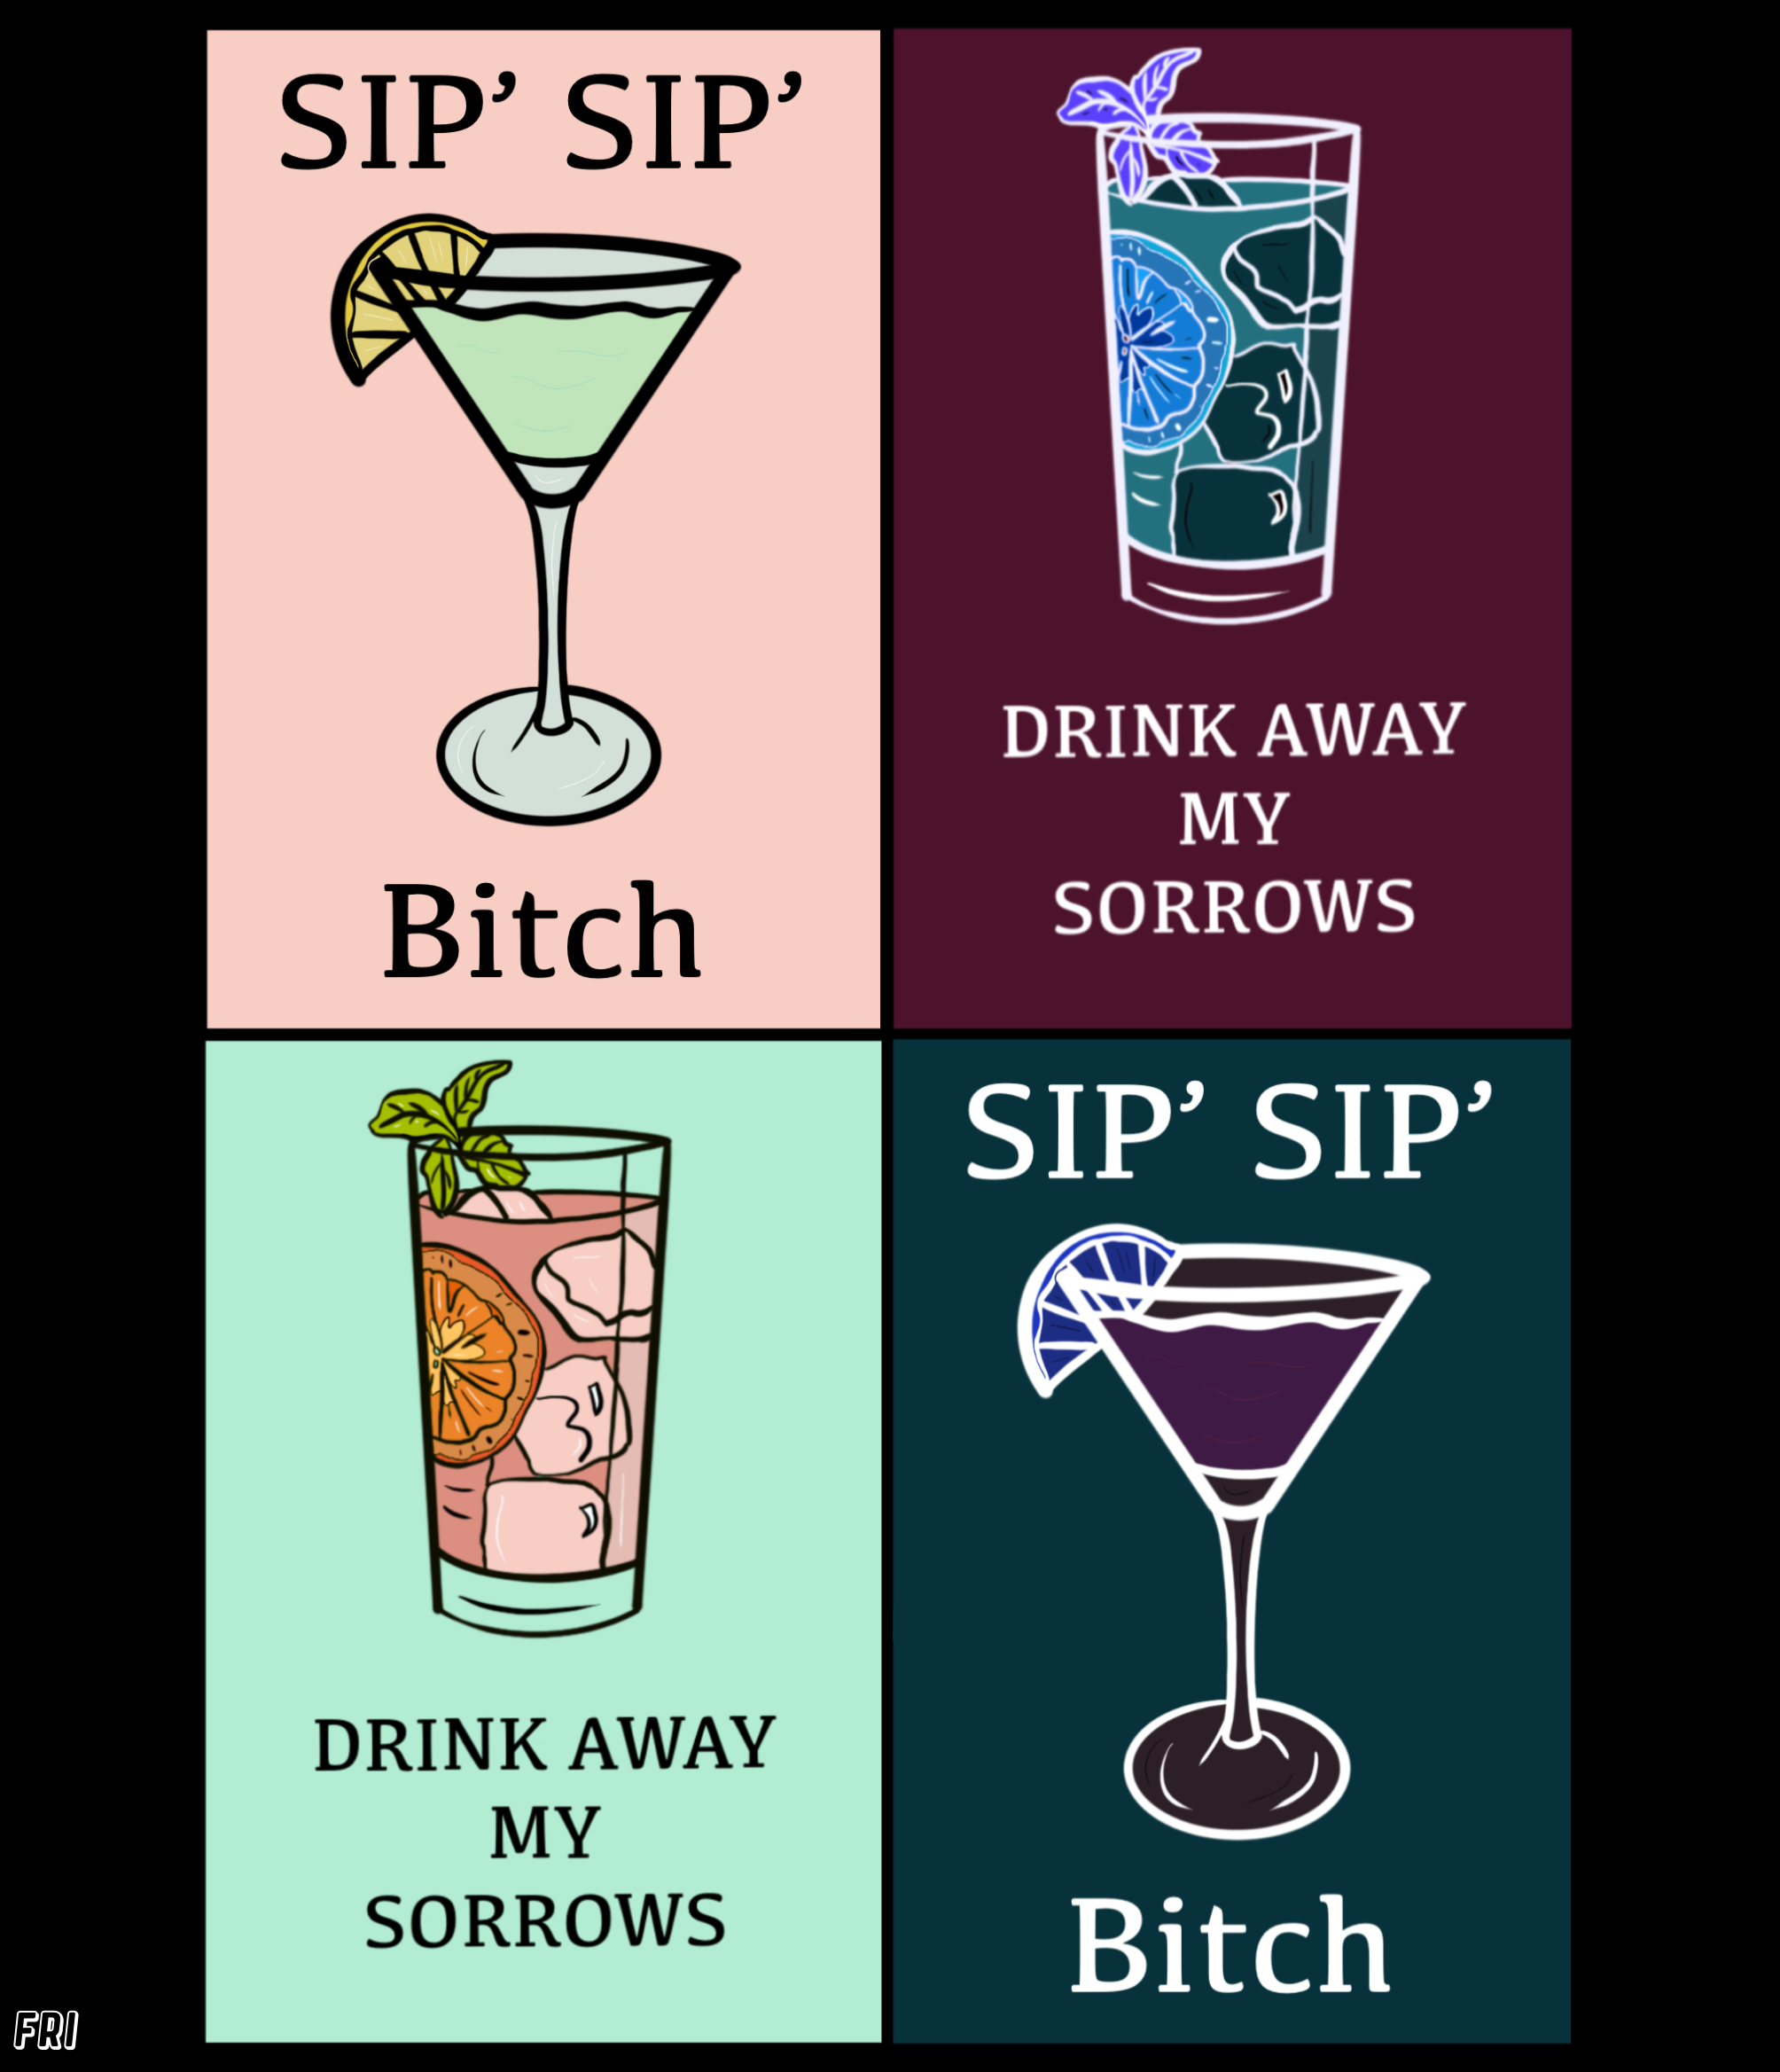 SIP’ SIP’
Bitch
DRINK AWAY
MY
SORROWS
DRINK AWAY
MY
SORROWS
SIP’ SIP’
Bitch
FRI